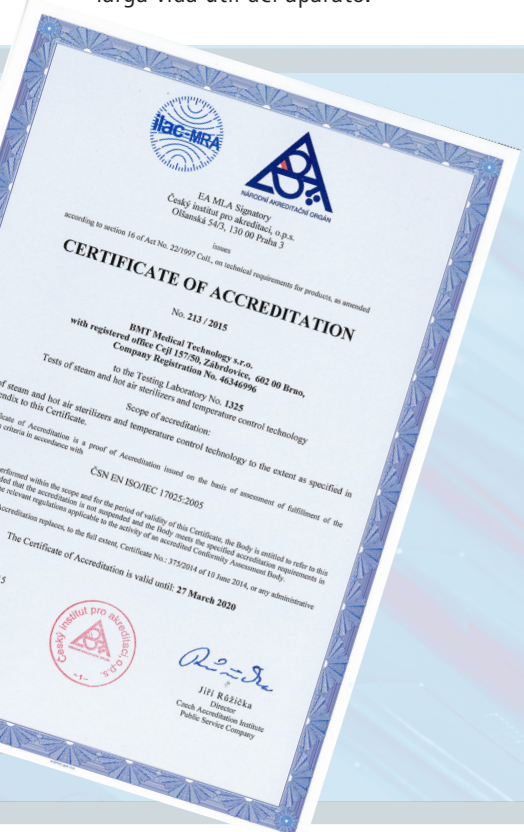 larga vida útil del aparato.
ilac-MRA
NÁRODNÍ AKREDITAČNÍ ORGÁN
EA MLA Signatory
Český institut pro akreditaci, o.p.s.
Olšanská 54/3, 130 00 Praha 3
issues
according to section 16 of Act No. 22/1997 Coll., on technical requirements for products, as amended
CERTIFICATE OF ACCREDITATION
No. 213 / 2015
BMT Medical Technology s.r.o.
with registered office Cejl 157/50, Zábrdovice, 602 00 Brno,
Company Registration No. 46346996
to the Testing Laboratory No. 1325
Tests of steam and hot air sterilizers and temperature control technology
Scope of accreditation:
of steam and hot air sterilizers and temperature control technology to the extent as specified in
endix to this Certificate.
icate of Accreditation is a proof of Accreditation issued on the basis of assessment of fulfillment of the
criteria in accordance with
ČSN EN ISO/IEC 17025:2005
performed within the scope and for the period of validity of this Certificate, the Body is entitled to refer to this
ded that the accreditation is not suspended and the Body meets the specified accreditation requirements in
e relevant regulations applicable to the activity of an accredited Conformity Assessment Body.
Accreditation replaces, to the full extent, Certificate No.: 375/2014 of 10 June 2014, or any administrative
The Certificate of Accreditation is valid until: 27 March 2020
5
Český institut pro akreditaci, o.p.s.
-1-
Jiří Růžička
Director
Czech Accreditation Institute
Public Service Company